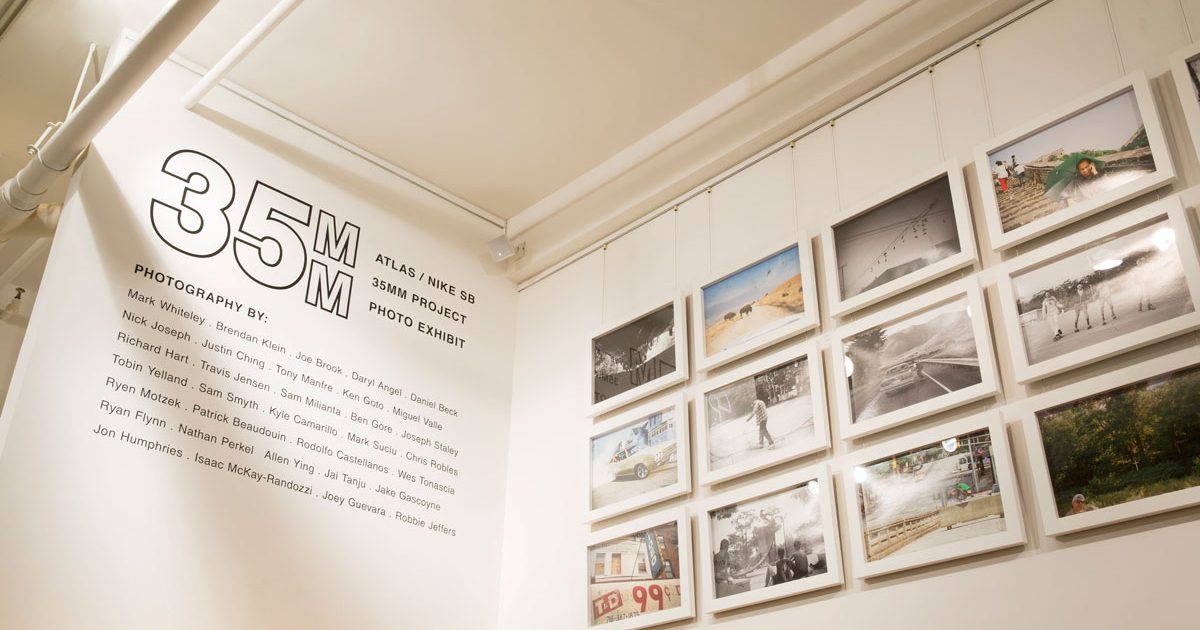 35MM
ATLAS / NIKE SB
35MM PROJECT
PHOTO EXHIBIT
PHOTOGRAPHY BY:
Mark Whiteley . Brendan Klein . Joe Brook . Daryl Angel . Daniel Beck
Nick Joseph . Justin Ching . Tony Manfre . Ken Goto . Miguel Valle
Richard Hart . Travis Jensen . Sam Milianta . Ben Gore . Joseph Staley
Tobin Yelland . Sam Smyth . Kyle Camarillo . Mark Suciu . Chris Robles
Ryen Motzek . Patrick Beaudouin . Rodolfo Castellanos . Wes Tonascia
Ryan Flynn . Nathan Perkel Allen Ying . Jai Tanju . Jake Gascoyne
Jon Humphries . Isaac McKay-Randozzi . Joey Guevara . Robbie Jeffers
T&D 99¢